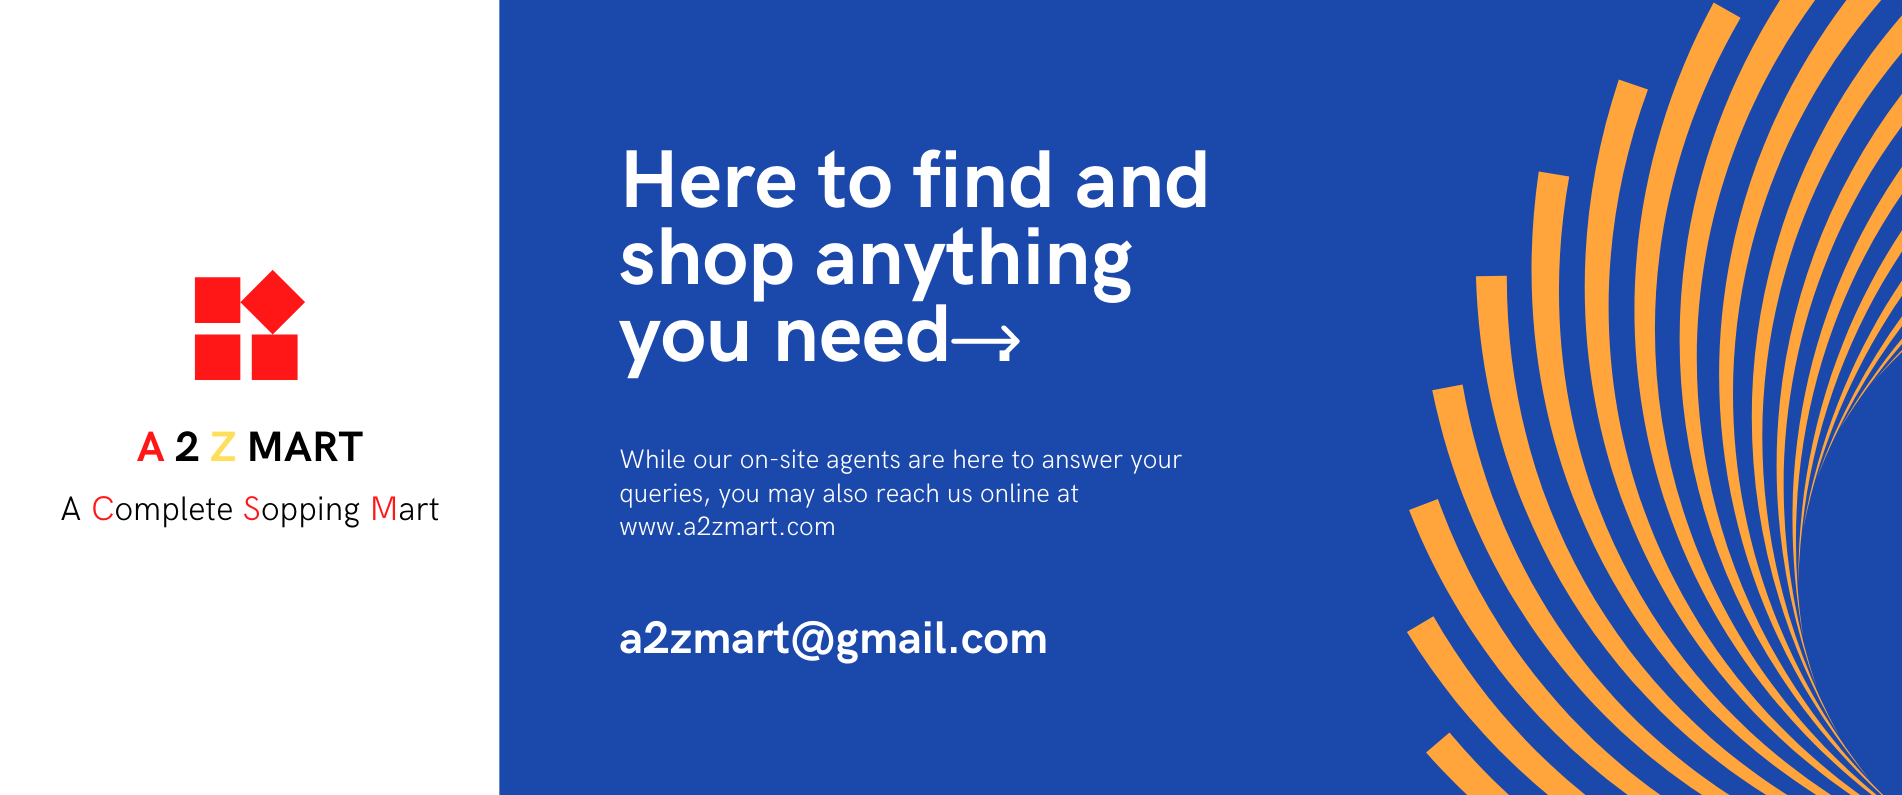 A 2 Z MART
A Complete Sopping Mart
Here to find and
shop anything
you need→
While our on-site agents are here to answer your
queries, you may also reach us online at
www.a2zmart.com
a2zmart@gmail.com